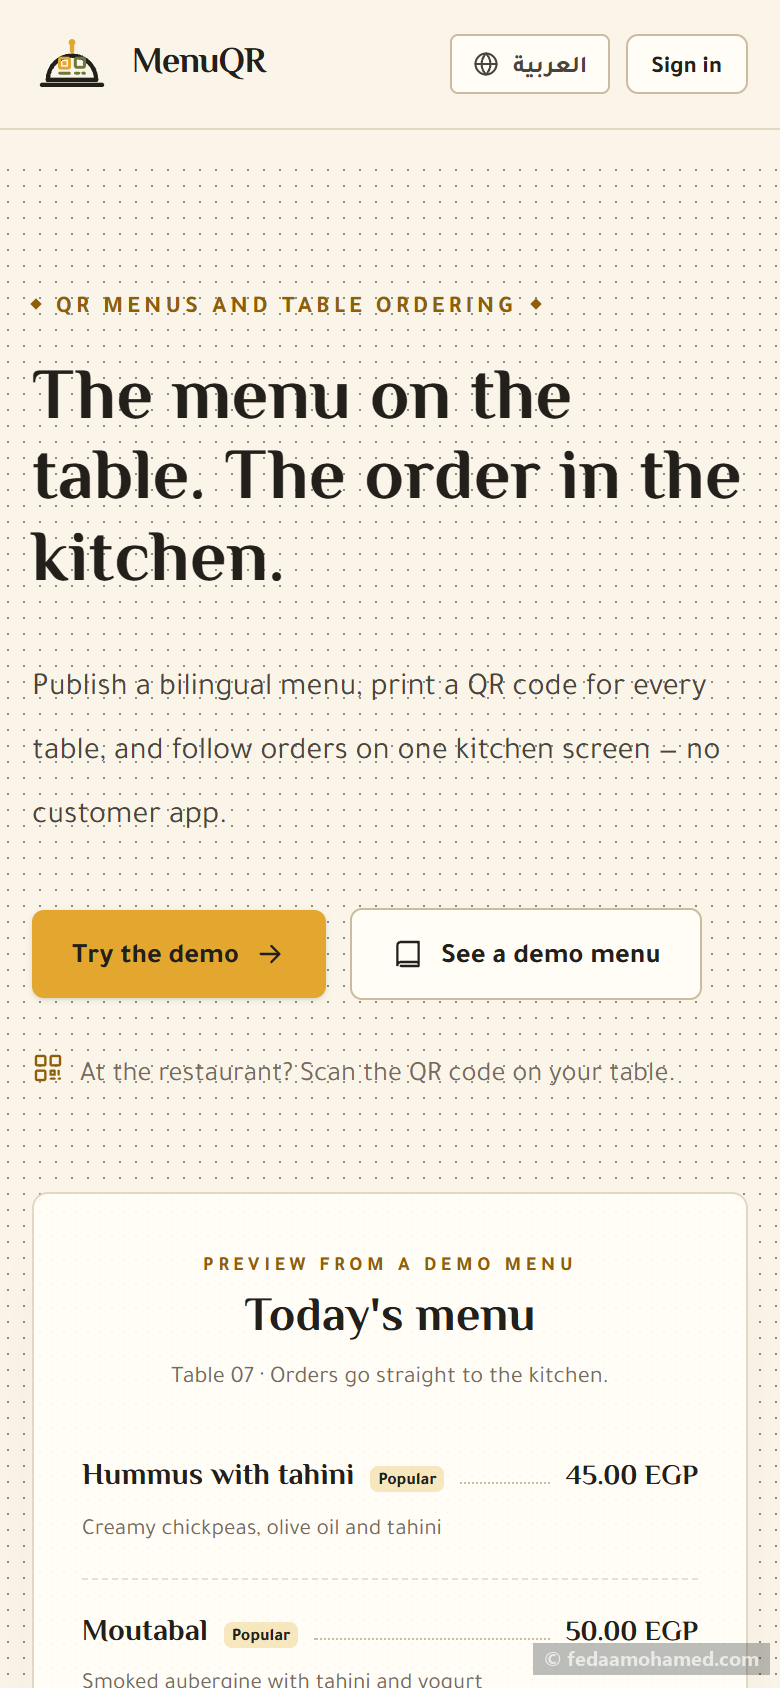 MenuQR
العربية
Sign in
QR MENUS AND TABLE ORDERING
The menu on the
table. The order in the
kitchen.
Publish a bilingual menu, print a QR code for every
table, and follow orders on one kitchen screen — no
customer app.
Try the demo
See a demo menu
At the restaurant? Scan the QR code on your table.
PREVIEW FROM A DEMO MENU
Today's menu
Table 07 · Orders go straight to the kitchen.
Hummus with tahini Popular 45.00 EGP
Creamy chickpeas, olive oil and tahini
Moutabal Popular 50.00 EGP
Smoked aubergine with tahini and yogurt
© fedaamohamed.com